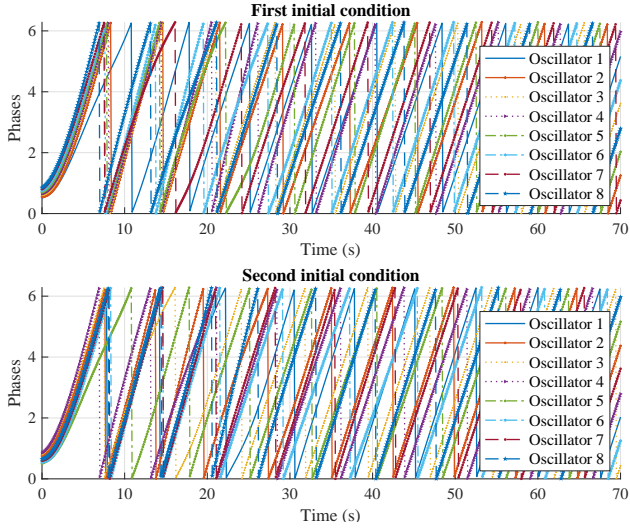 First initial condition
6
4
2
0
Phases
Oscillator 1
Oscillator 2
Oscillator 3
Oscillator 4
Oscillator 5
Oscillator 6
Oscillator 7
Oscillator 8
0 10 20 30 40 50 60 70
Time (s)
Second initial condition
6
4
2
0
Phases
Oscillator 1
Oscillator 2
Oscillator 3
Oscillator 4
Oscillator 5
Oscillator 6
Oscillator 7
Oscillator 8
0 10 20 30 40 50 60 70
Time (s)